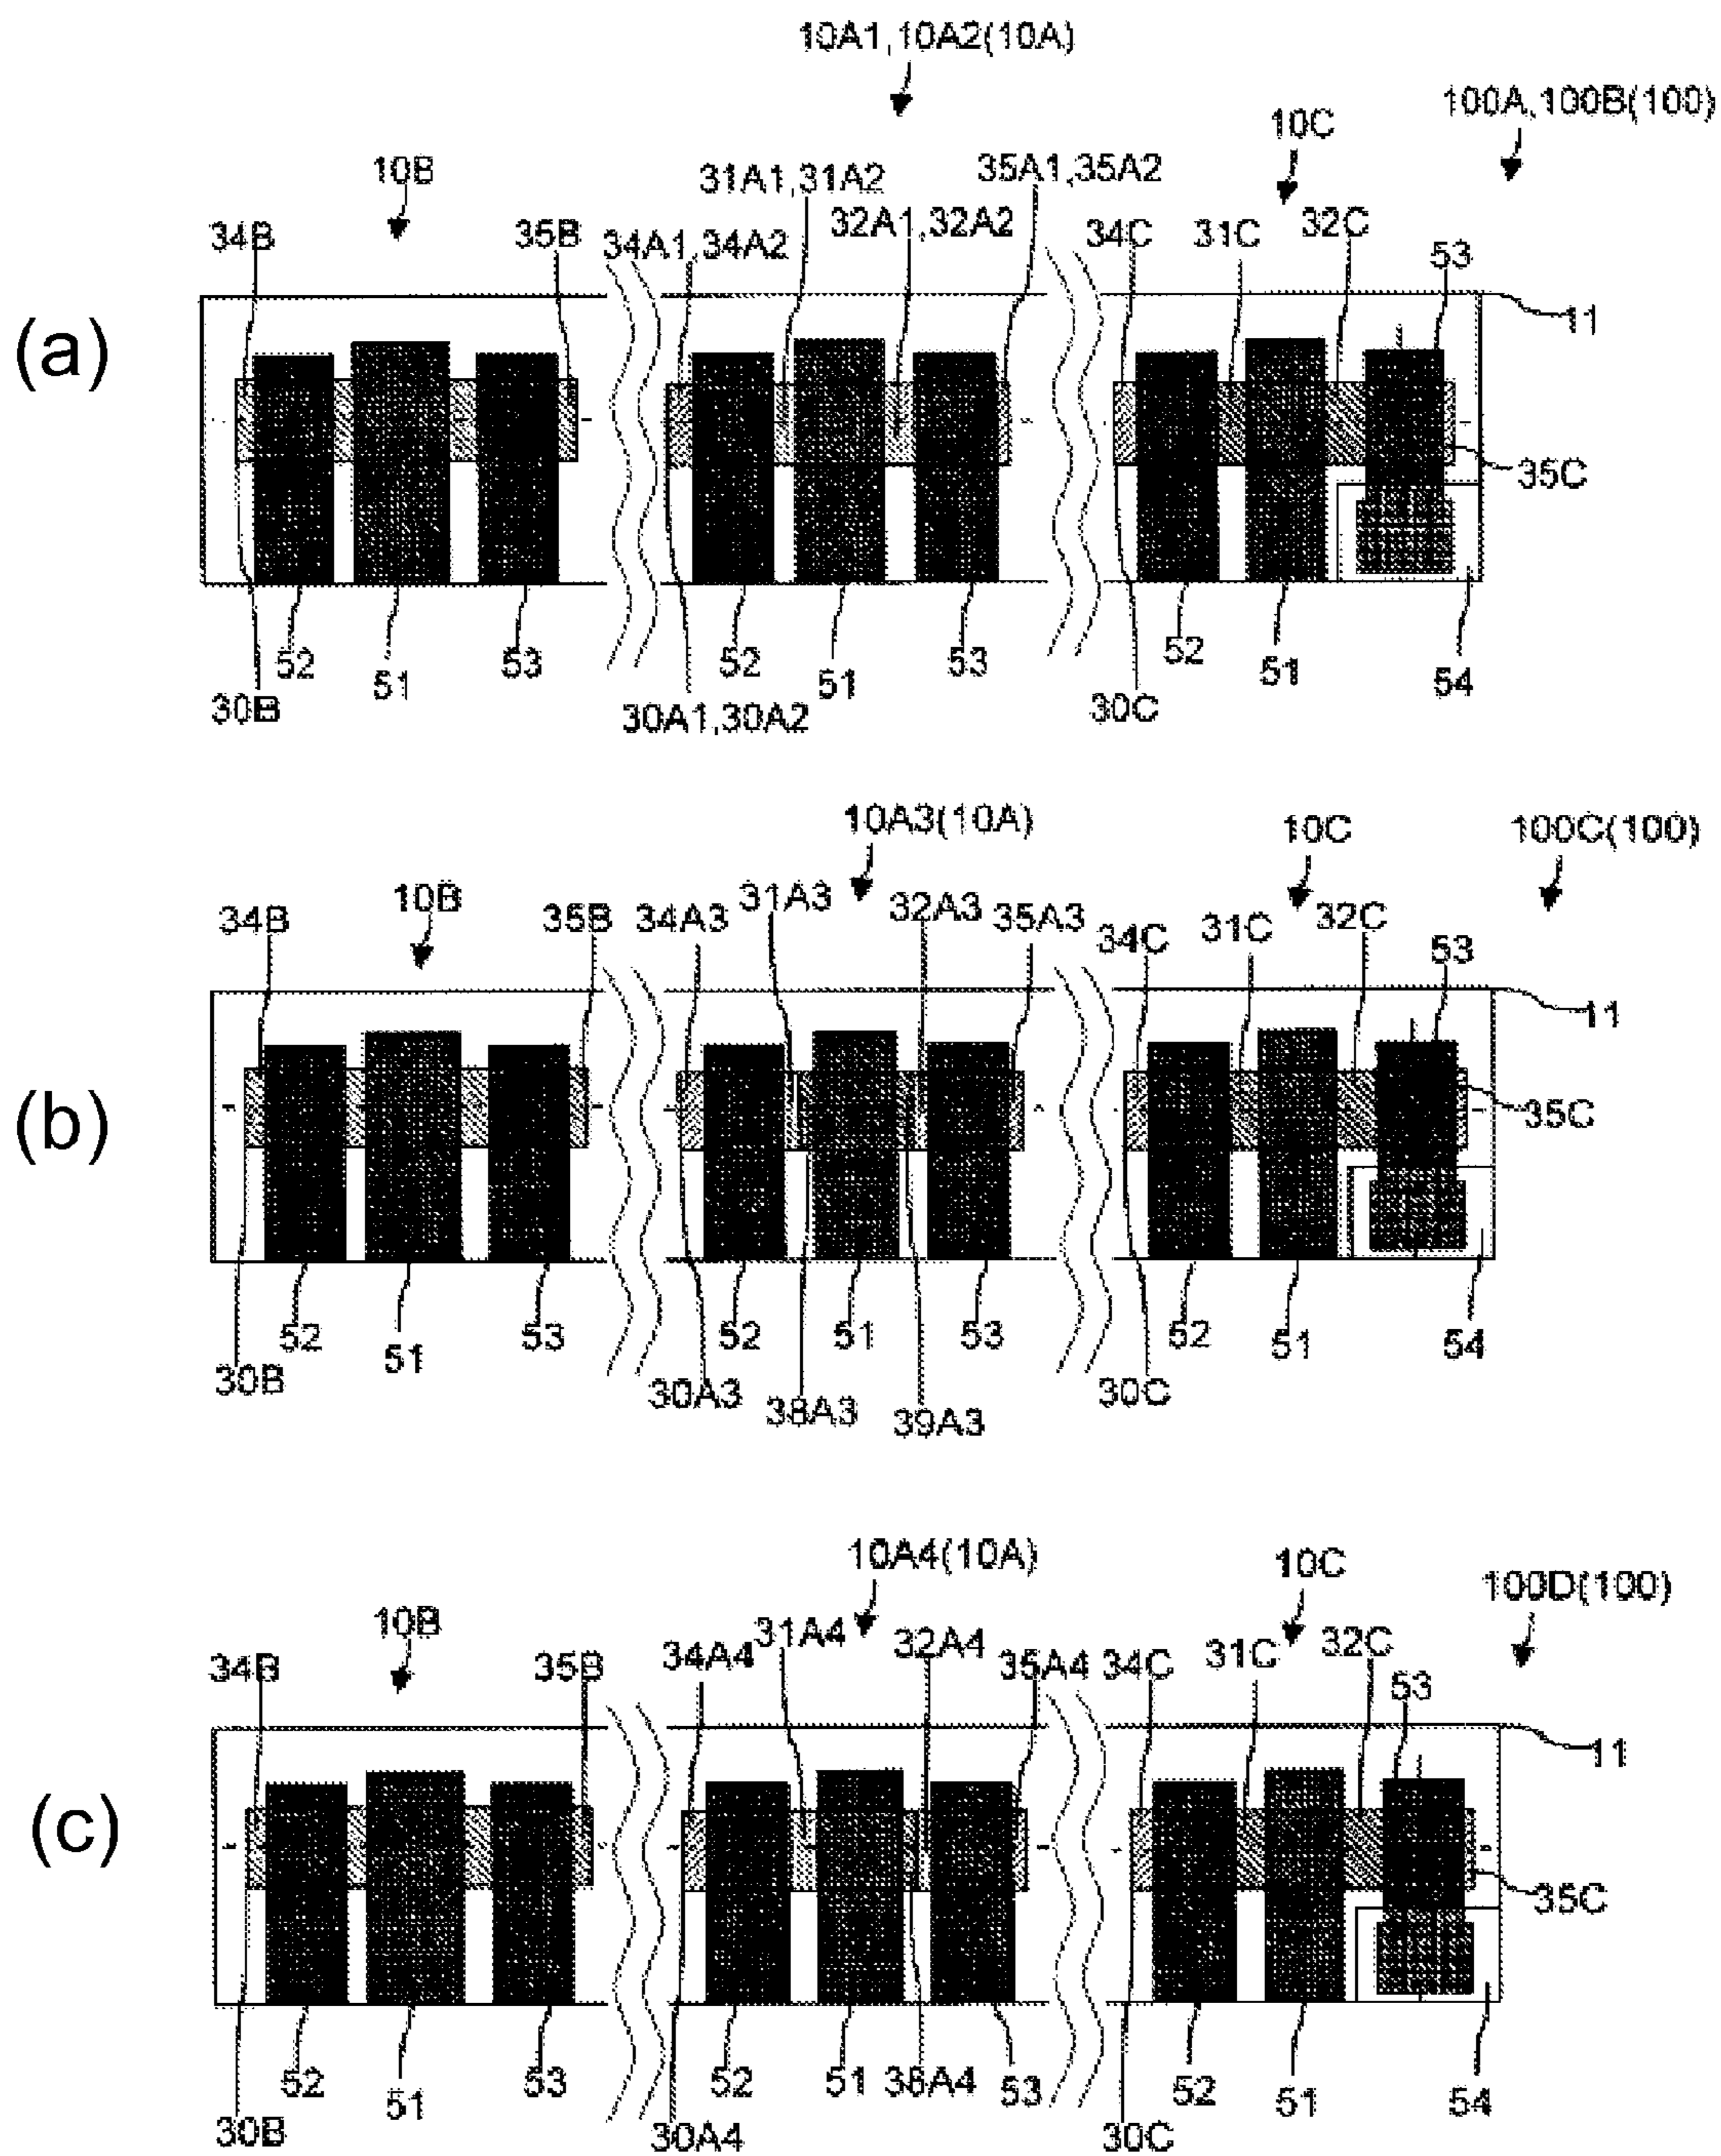 10A1,10A2(10A)
100A,100B(100)
10C
10B
31A1,31A2
35A1,35A2
34B
35B
34A1,34A2
32A1,32A2
34C
31C
32C
53
11
(a)
35C
52
51
53
52
51
53
52
51
54
30B
30A1,30A2
30C
10A3(10A)
10C
100C(100)
10B
31A3
32A3
34B
35B
34A3
35A3
34C
31C
32C
53
11
(b)
35C
52
51
53
52
51
53
52
51
54
30B
30A3
38A3
39A3
30C
10A4(10A)
10C
100D(100)
10B
31A4
32A4
34B
35B
34A4
35A4
34C
31C
32C
53
11
(c)
35C
52
51
53
52
51
38A4
53
52
51
54
30B
30A4
30C